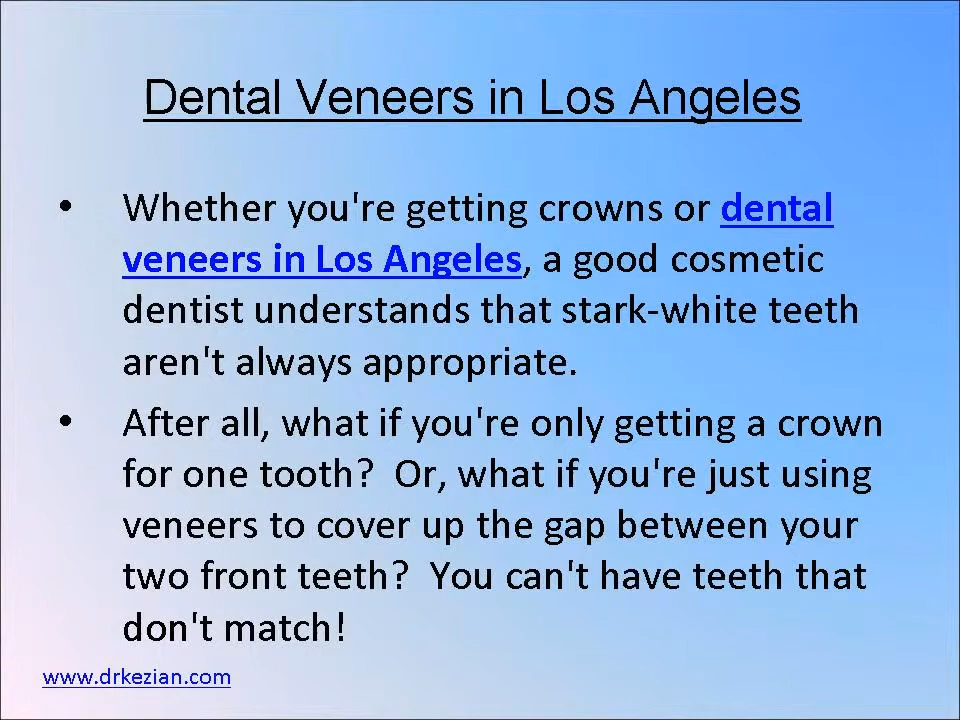 Dental Veneers in Los Angeles
• Whether you're getting crowns or dental
veneers in Los Angeles, a good cosmetic
dentist understands that stark-white teeth
aren't always appropriate.
• After all, what if you're only getting a crown
for one tooth?  Or, what if you're just using
veneers to cover up the gap between your
two front teeth?  You can't have teeth that
don't match!
www.drkezian.com